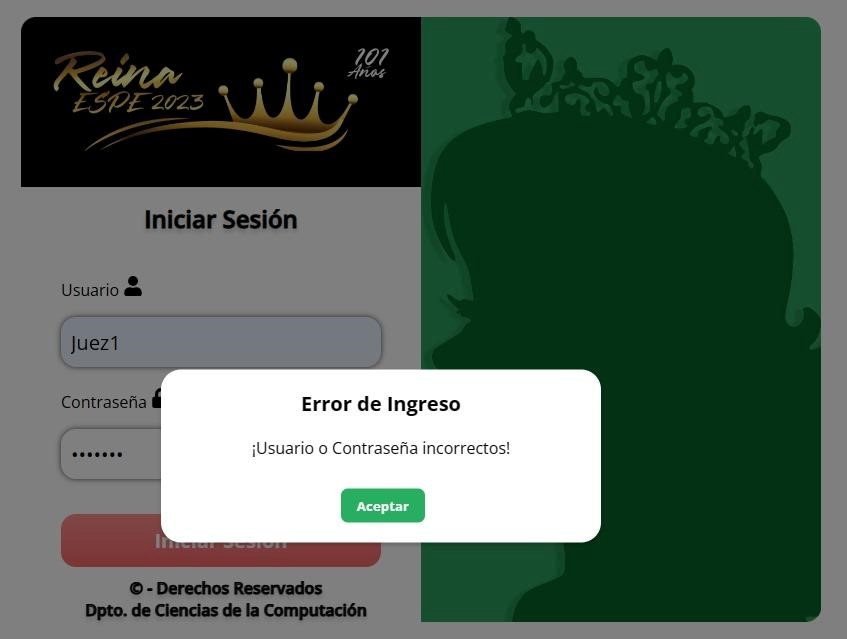 Reina
ESPE 2023
101
Años
Iniciar Sesión
Usuario
Juez1
Contraseña
•••••••
Error de Ingreso
¡Usuario o Contraseña incorrectos!
Aceptar
Iniciar Sesión
© - Derechos Reservados
Dpto. de Ciencias de la Computación